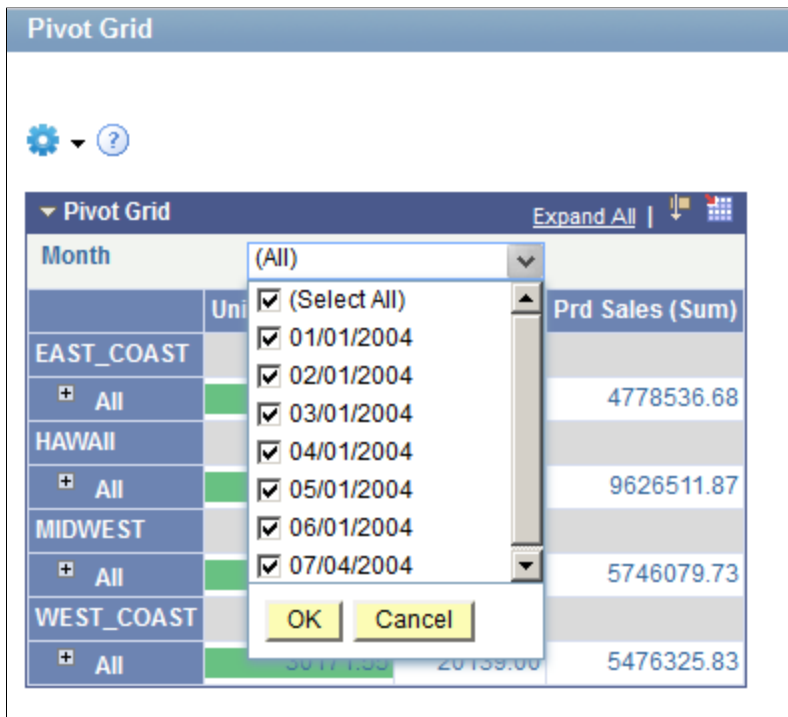 Pivot Grid
?
Pivot Grid Expand All |
Month (All)
Prd Sales (Sum)
(Select All)
01/01/2004
02/01/2004
03/01/2004
04/01/2004
05/01/2004
06/01/2004
07/04/2004
OK Cancel
EAST_COAST
All 4778536.68
HAWAII
All 9626511.87
MIDWEST
All 5746079.73
WEST_COAST
All 5476325.83